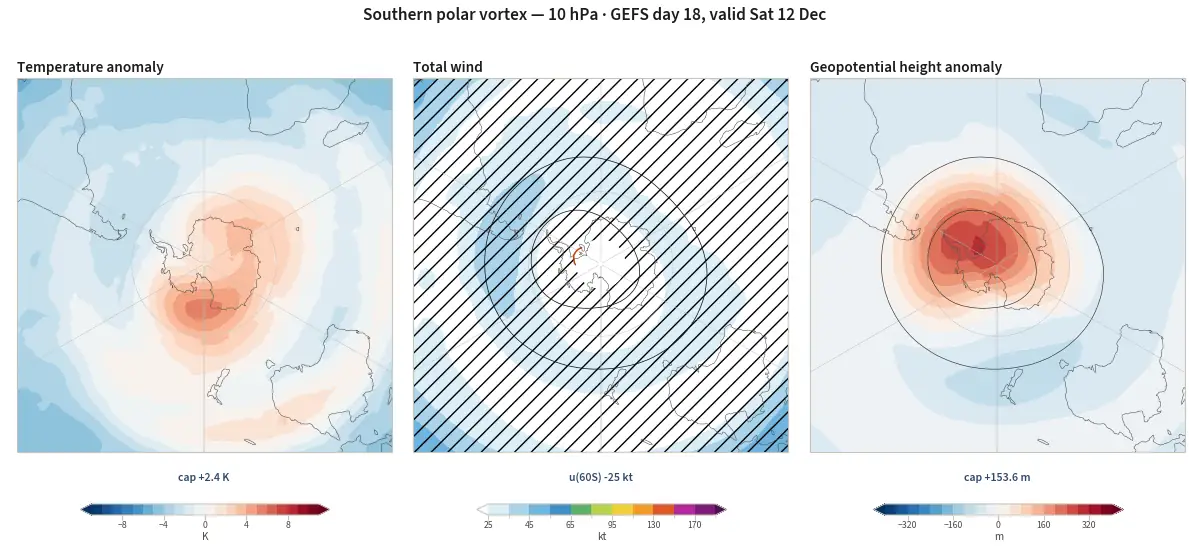 Southern polar vortex — 10 hPa · GEFS day 18, valid Sat 12 Dec
Temperature anomaly
Total wind
Geopotential height anomaly
cap +2.4 K
u(60S) -25 kt
cap +153.6 m
−8 −4 0 4 8
K
25 45 65 95 130 170
kt
−320 −160 0 160 320
m